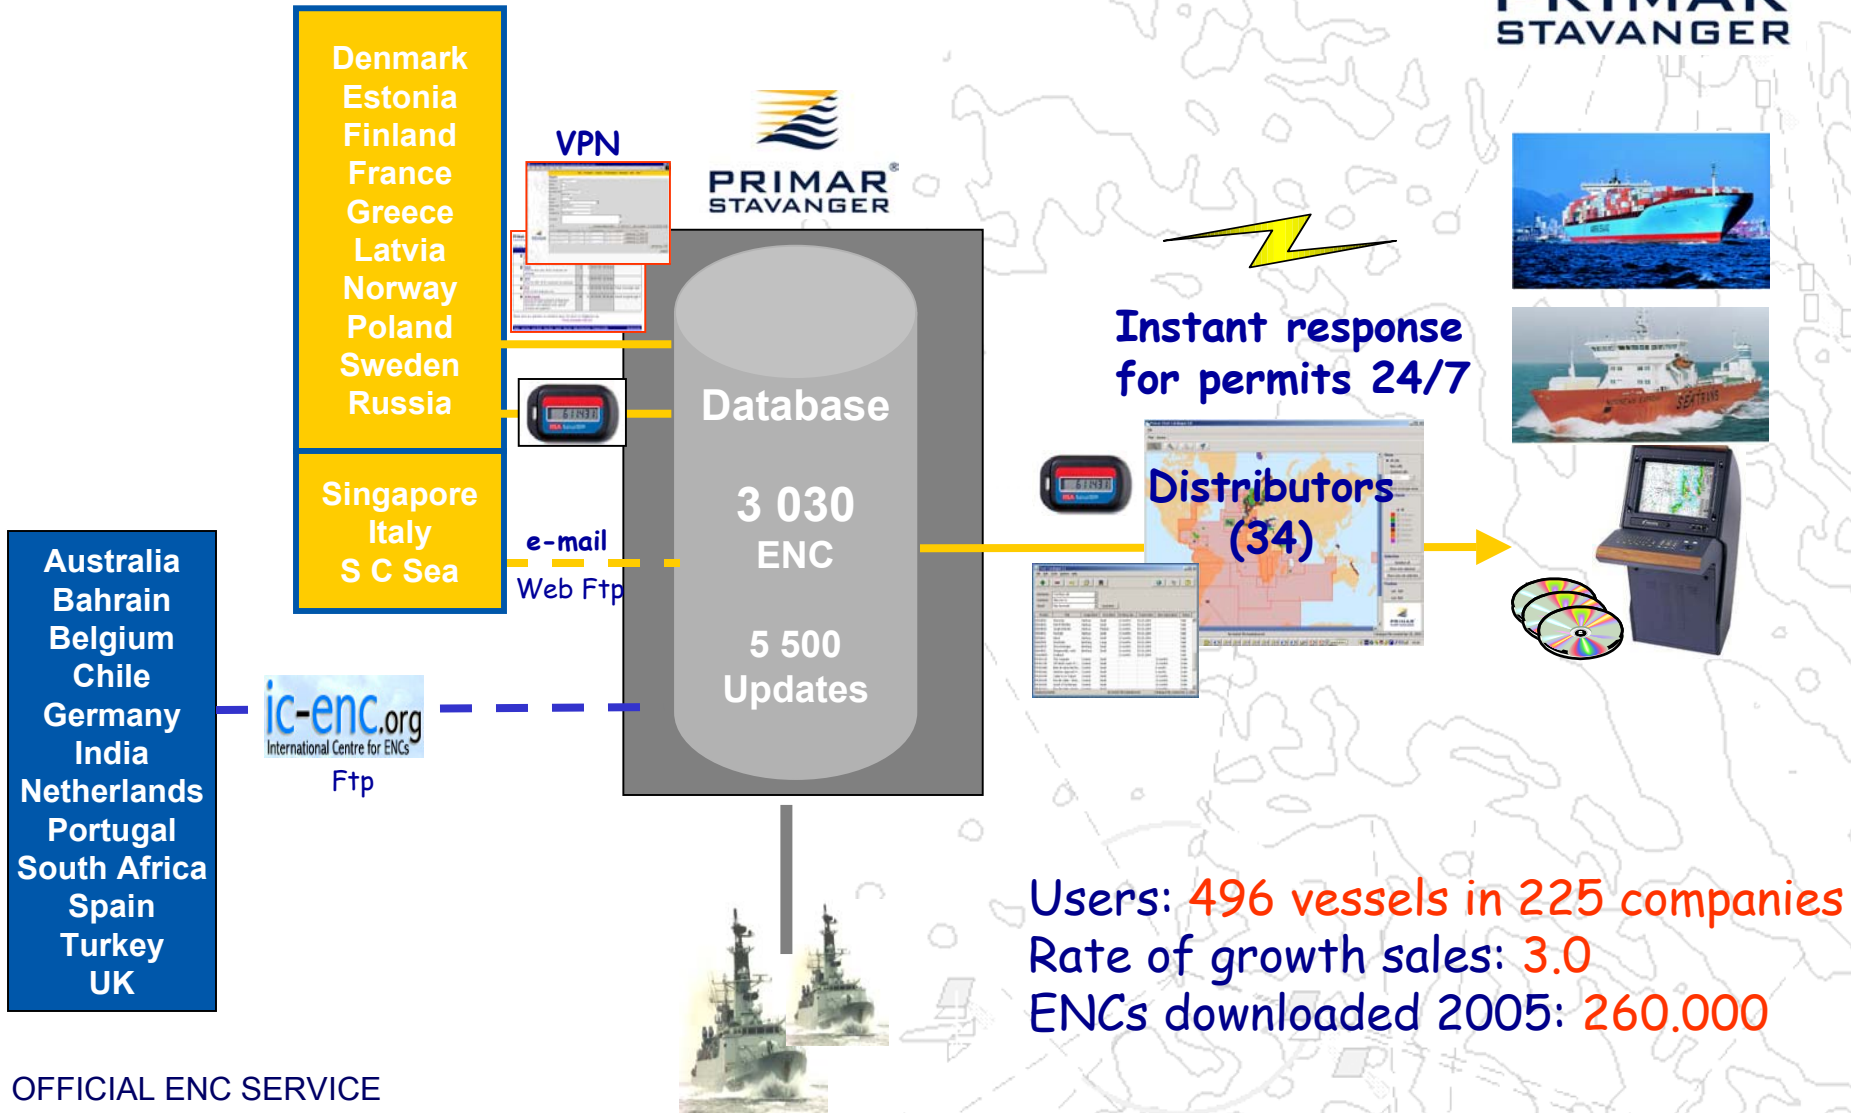 PRIMAR
STAVANGER
Denmark
Estonia
Finland
France
Greece
Latvia
Norway
Poland
Sweden
Russia
Singapore
Italy
S C Sea
Australia
Bahrain
Belgium
Chile
Germany
India
Netherlands
Portugal
South Africa
Spain
Turkey
UK
VPN
PRIMAR®
STAVANGER
e-mail
Web Ftp
ic-enc.org
International Centre for ENCs
Ftp
Database
3 030
ENC
5 500
Updates
Instant response
for permits 24/7
Distributors
(34)
SEATRANS
Users: 496 vessels in 225 companies
Rate of growth sales: 3.0
ENCs downloaded 2005: 260.000
OFFICIAL ENC SERVICE